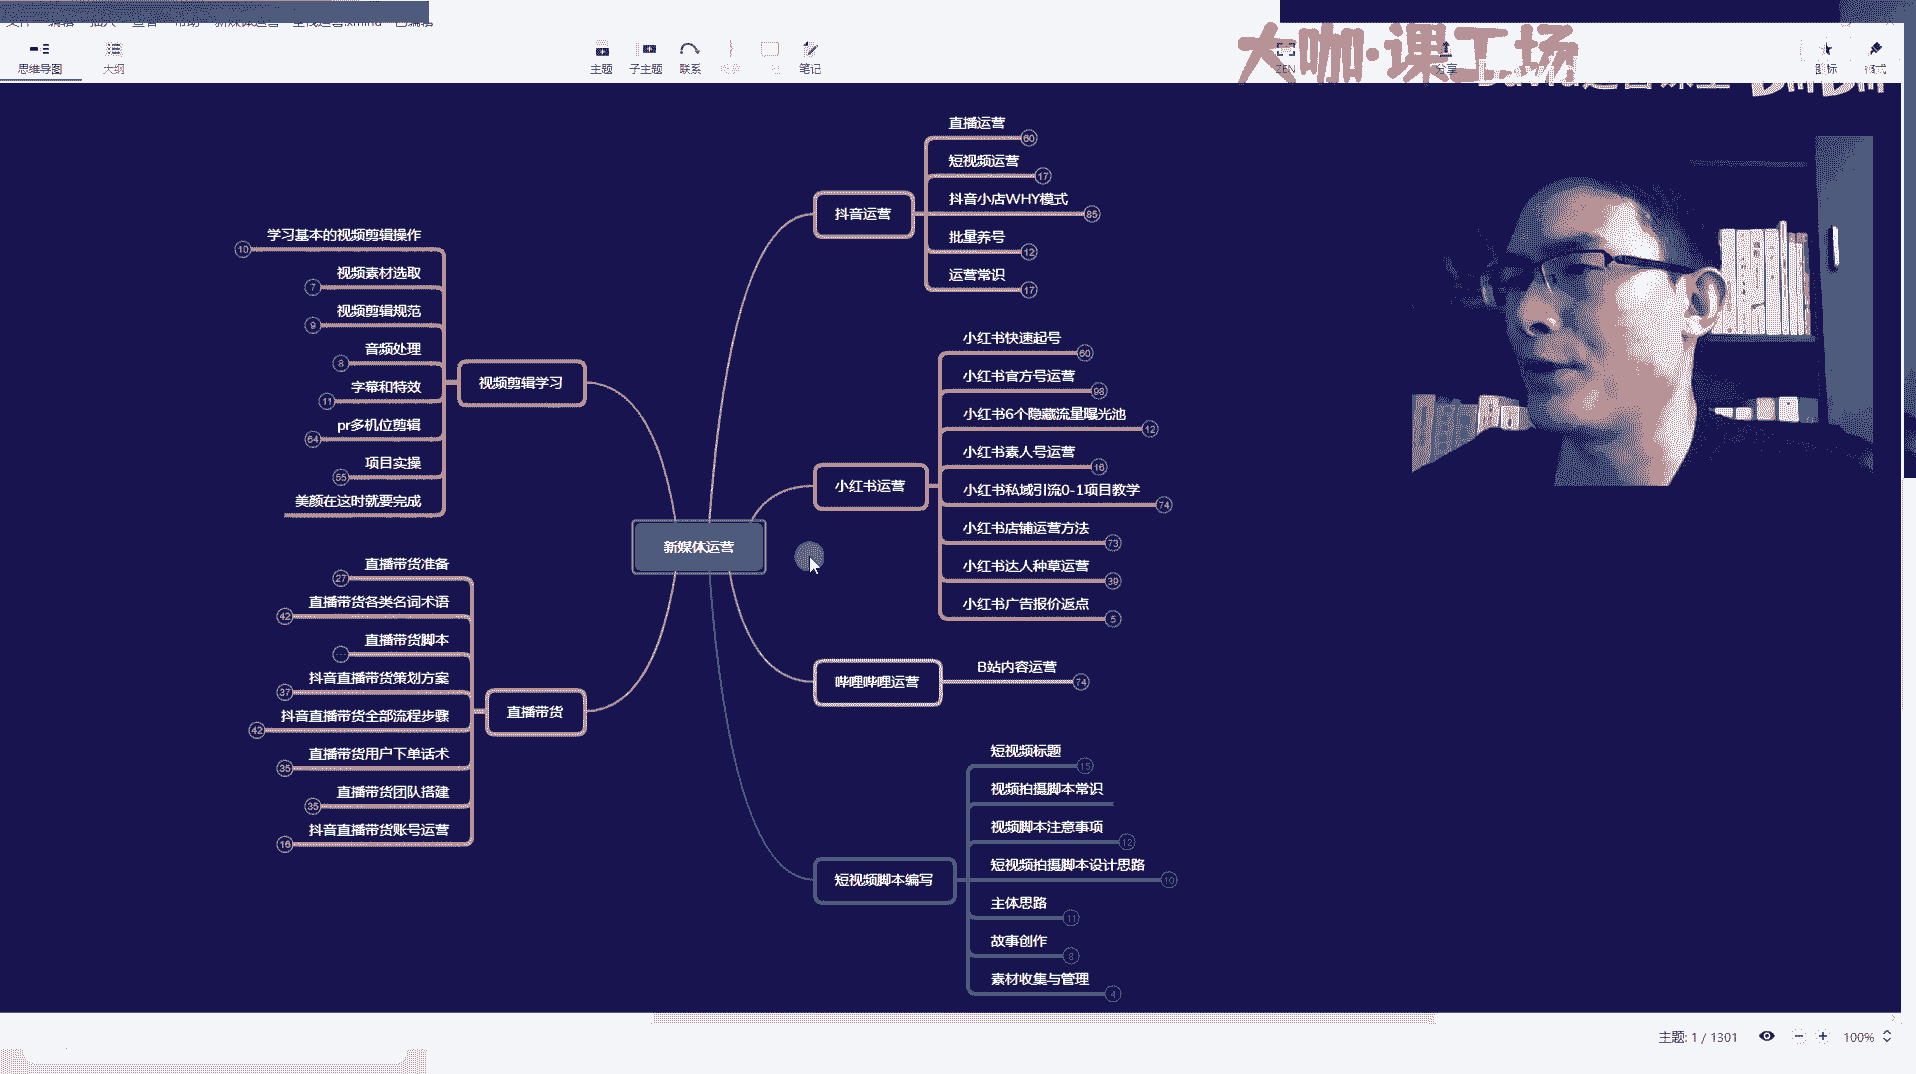 思维导图
大纲
主题
子主题
联系
笔记
ZEN
分享
图标
格式
大咖·课工场
新媒体运营
抖音运营
直播运营 60
短视频运营 17
抖音小店WHY模式 85
批量养号 12
运营常识 17
小红书运营
小红书快速起号 60
小红书官方号运营 98
小红书6个隐藏流量曝光池 12
小红书素人号运营 16
小红书私域引流0-1项目教学 74
小红书店铺运营方法 73
小红书达人种草运营 39
小红书广告报价返点 5
哔哩哔哩运营
B站内容运营 74
短视频脚本编写
短视频标题 15
视频拍摄脚本常识
视频脚本注意事项 12
短视频拍摄脚本设计思路 10
主体思路 11
故事创作 8
素材收集与管理 4
视频剪辑学习
学习基本的视频剪辑操作 10
视频素材选取 7
视频剪辑规范 9
音频处理 8
字幕和特效 11
pr多机位剪辑 64
项目实操 55
美颜在这时就要完成
直播带货
直播带货准备 27
直播带货各类名词术语 42
直播带货脚本
抖音直播带货策划方案 37
抖音直播带货全部流程步骤 42
直播带货用户下单话术 35
直播带货团队搭建 35
抖音直播带货账号运营 16
主题: 1 / 1301
100%